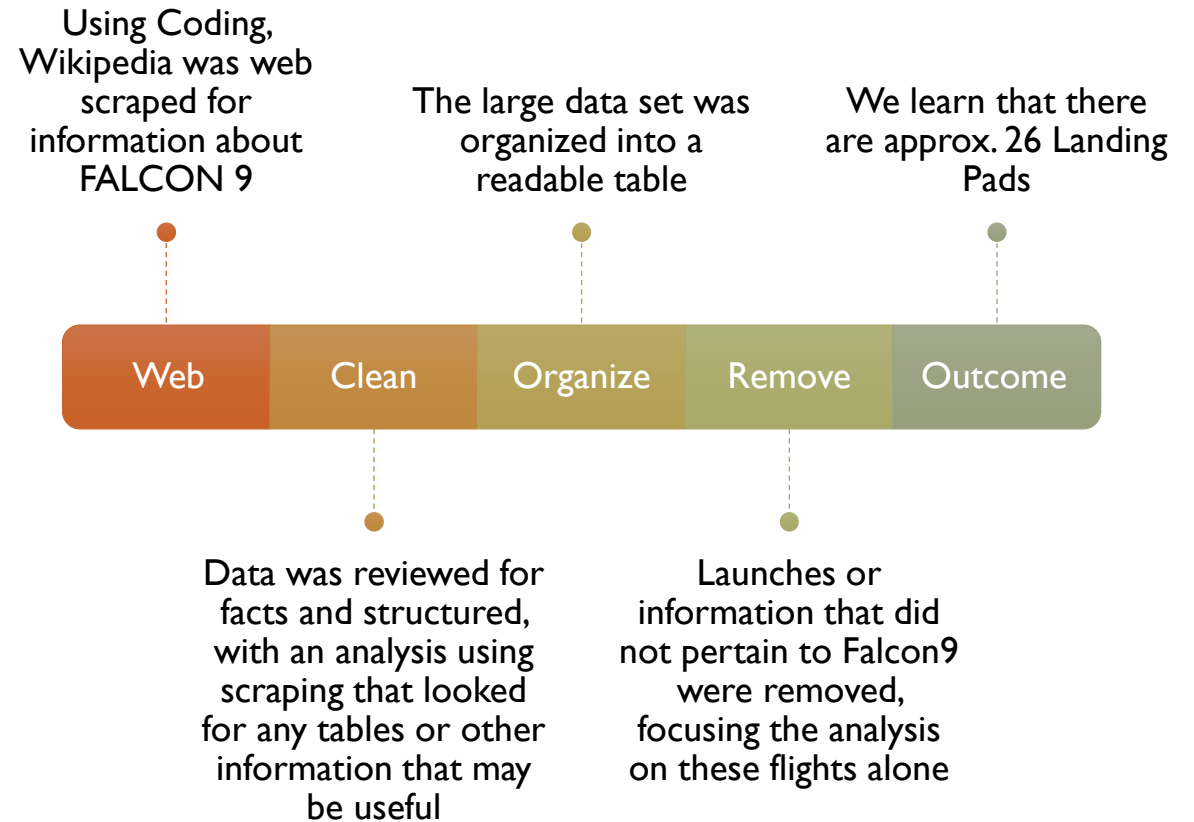 Using Coding,
Wikipedia was web
scraped for
information about
FALCON 9
The large data set was
organized into a
readable table
We learn that there
are approx. 26 Landing
Pads
Web
Clean
Organize
Remove
Outcome
Data was reviewed for
facts and structured,
with an analysis using
scraping that looked
for any tables or other
information that may
be useful
Launches or
information that did
not pertain to Falcon9
were removed,
focusing the analysis
on these flights alone